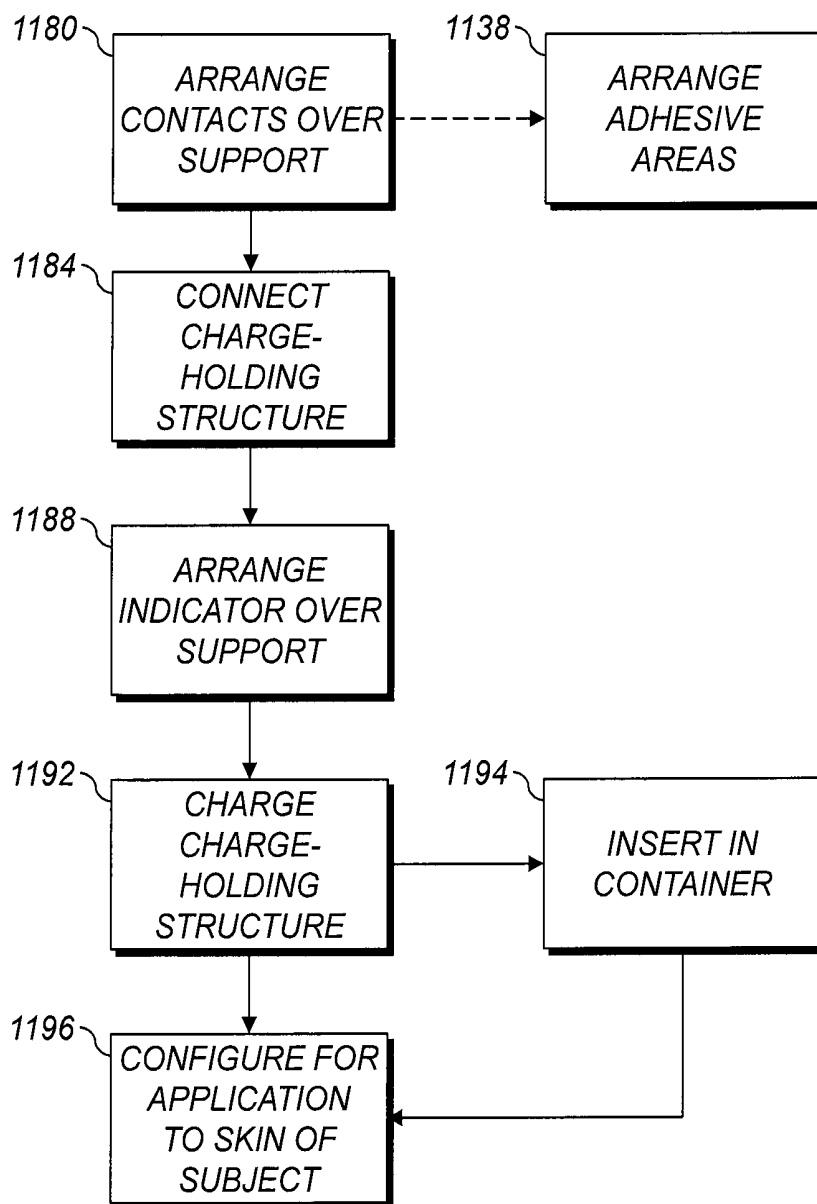 1180
ARRANGE
CONTACTS OVER
SUPPORT
1138
ARRANGE
ADHESIVE
AREAS
1184
CONNECT
CHARGE-
HOLDING
STRUCTURE
1188
ARRANGE
INDICATOR OVER
SUPPORT
1192
CHARGE
CHARGE-
HOLDING
STRUCTURE
1194
INSERT IN
CONTAINER
1196
CONFIGURE FOR
APPLICATION
TO SKIN OF
SUBJECT